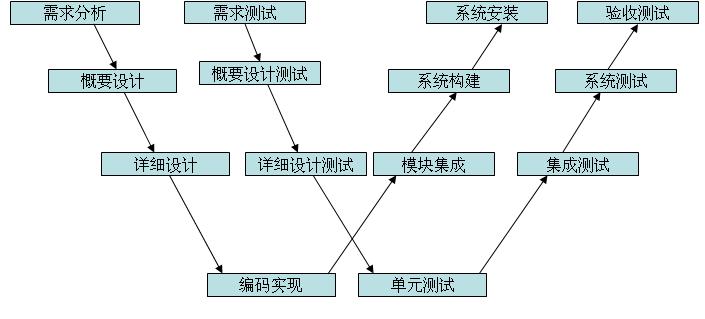 需求分析
需求测试
系统安装
验收测试
概要设计
概要设计测试
系统构建
系统测试
详细设计
详细设计测试
模块集成
集成测试
编码实现
单元测试